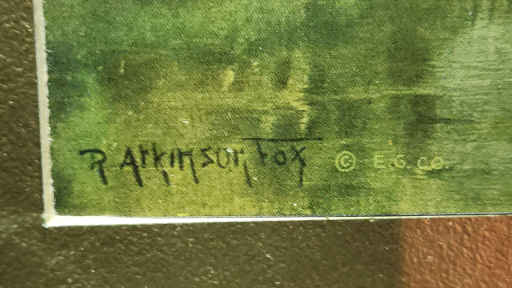 R Atkinson Fox © E.G. CO.